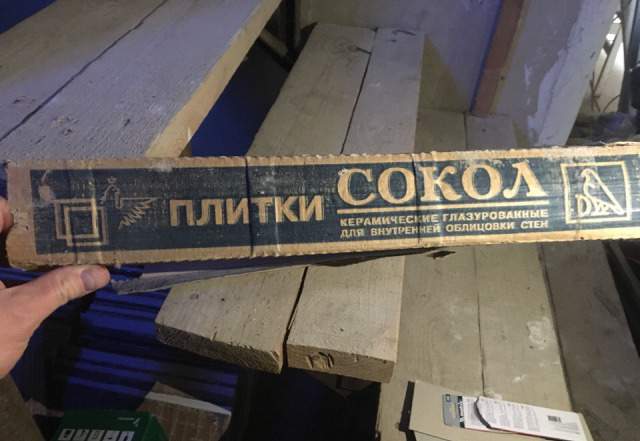 ПЛИТКИ СОКОЛ
КЕРАМИЧЕСКИЕ ГЛАЗУРОВАННЫЕ
ДЛЯ ВНУТРЕННЕЙ ОБЛИЦОВКИ СТЕН